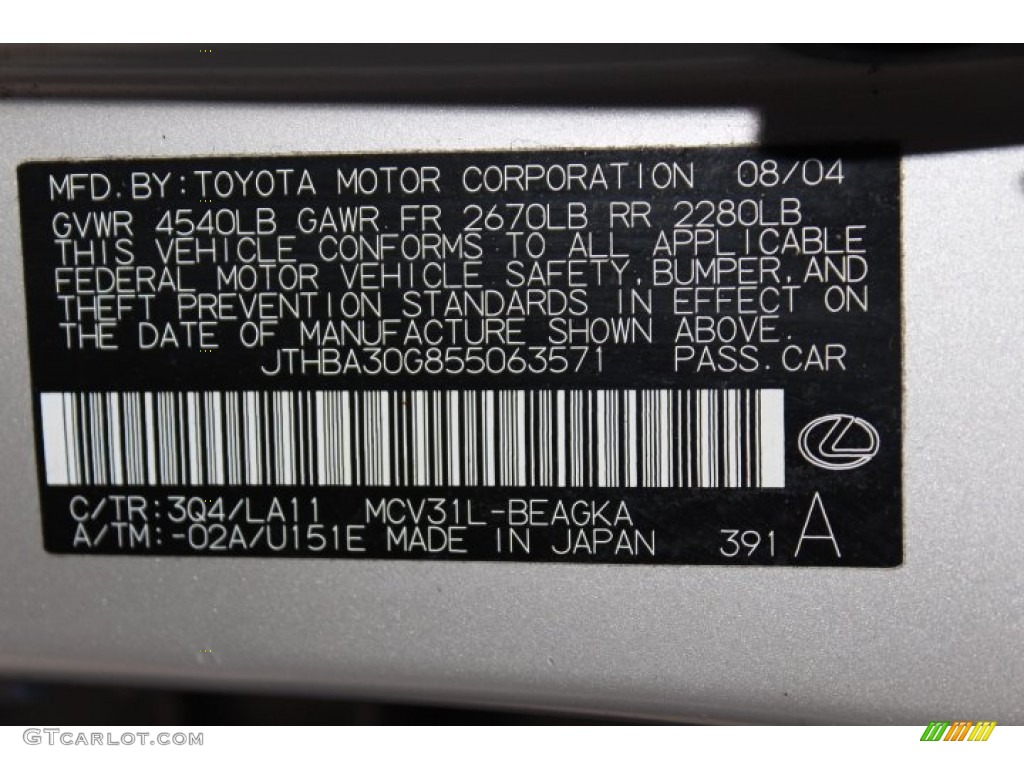 MFD. BY: TOYOTA MOTOR CORPORATION 08/04
GVWR 4540LB GAWR FR 2670LB RR 2280LB
THIS VEHICLE CONFORMS TO ALL APPLICABLE
FEDERAL MOTOR VEHICLE SAFETY, BUMPER, AND
THEFT PREVENTION STANDARDS IN EFFECT ON
THE DATE OF MANUFACTURE SHOWN ABOVE.
JTHBA30G855063571 PASS. CAR
C/TR: 3Q4/LA11 MCV31L-BEAGKA
A/TM: -02A/U151E MADE IN JAPAN 391 A
GTCarLot.com